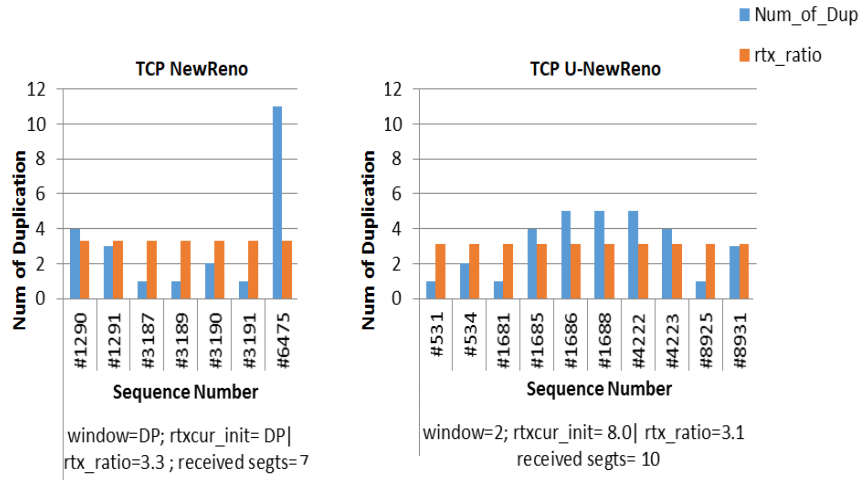 Num_of_Dup
rtx_ratio
TCP NewReno
Num of Duplication
12
10
8
6
4
2
0
#1290
#1291
#3187
#3189
#3190
#3191
#6475
Sequence Number
window=DP; rtxcur_init= DP|
rtx_ratio=3.3 ; received segts= 7
TCP U-NewReno
Num of Duplication
12
10
8
6
4
2
0
#531
#534
#1681
#1685
#1686
#1688
#4222
#4223
#8925
#8931
Sequence Number
window=2; rtxcur_init= 8.0| rtx_ratio=3.1
received segts= 10